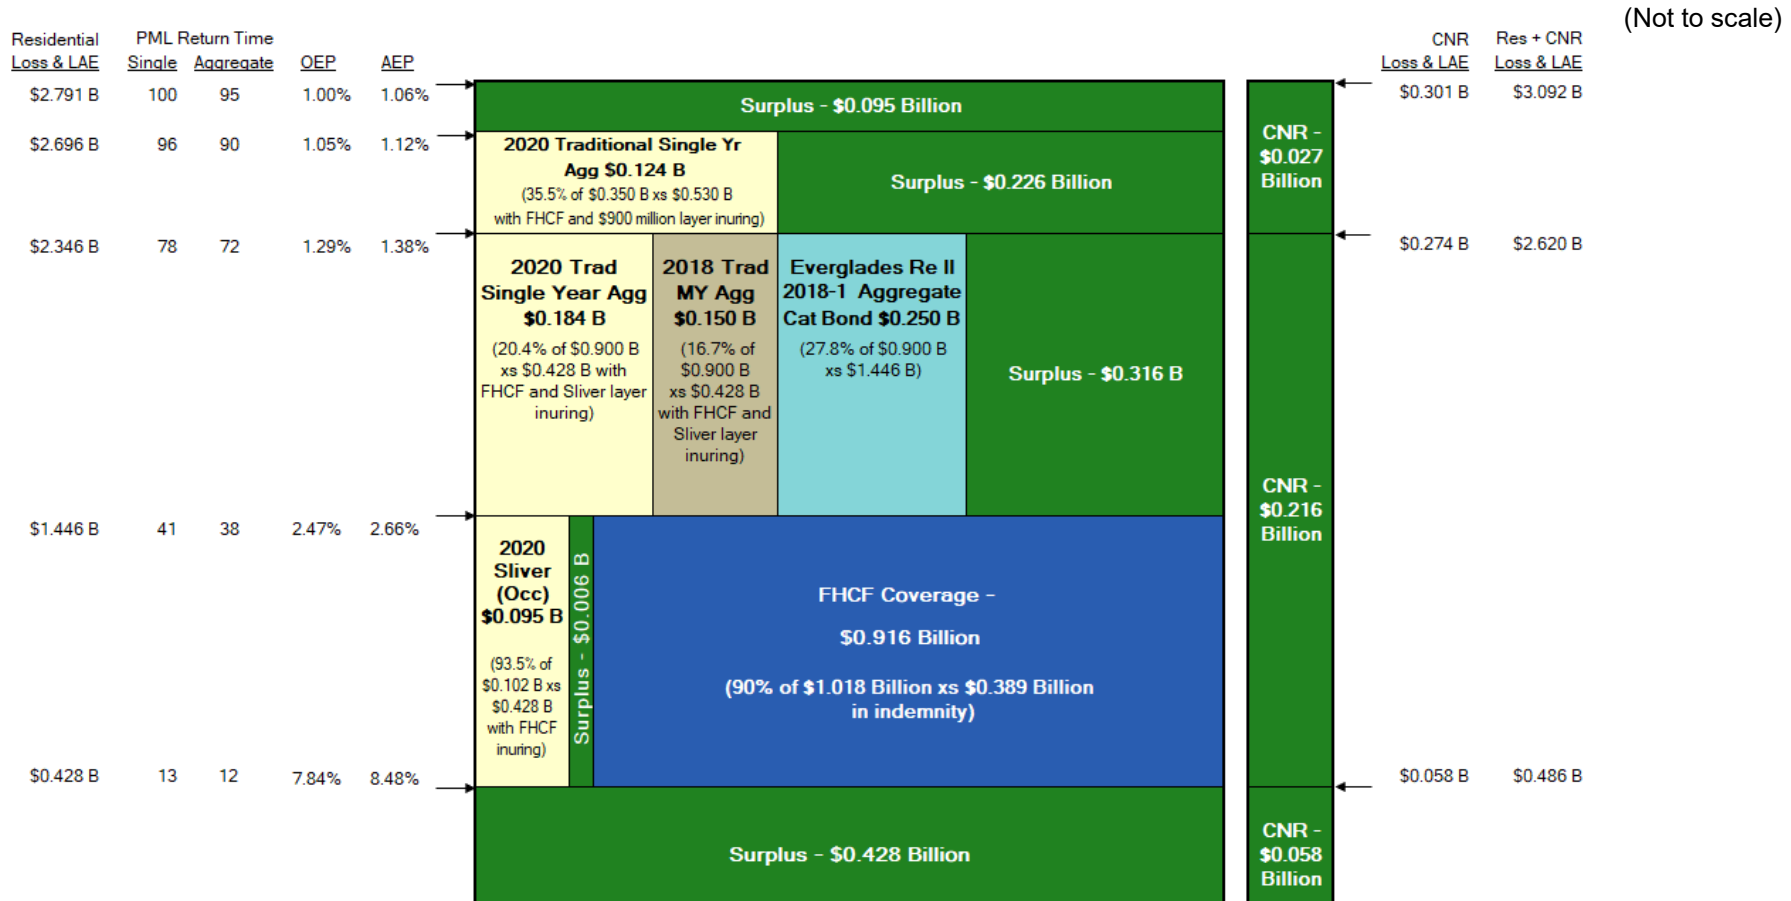 (Not to scale)
Residential
Loss & LAE
PML Return Time
Single Aggregate OEP AEP
CNR
Loss & LAE
Res + CNR
Loss & LAE
$2.791 B 100 95 1.00% 1.06%
Surplus - $0.095 Billion
$0.301 B $3.092 B
$2.696 B 96 90 1.05% 1.12%
2020 Traditional Single Yr
Agg $0.124 B
(35.5% of $0.350 B xs $0.530 B
with FHCF and $900 million layer inuring)
Surplus - $0.226 Billion
CNR -
$0.027
Billion
$2.346 B 78 72 1.29% 1.38%
$0.274 B $2.620 B
2020 Trad
Single Year Agg
$0.184 B
(20.4% of $0.900 B
xs $0.428 B with
FHCF and Sliver layer
inuring)
2018 Trad
MY Agg
$0.150 B
(16.7% of
$0.900 B
xs $0.428 B
with FHCF and
Sliver layer
inuring)
Everglades Re II
2018-1 Aggregate
Cat Bond $0.250 B
(27.8% of $0.900 B
xs $1.446 B)
Surplus - $0.316 B
CNR -
$0.216
Billion
$1.446 B 41 38 2.47% 2.66%
2020
Sliver
(Occ)
$0.095 B
(93.5% of
$0.102 B xs
$0.428 B
with FHCF
inuring)
Surplus - $0.006 B
FHCF Coverage -
$0.916 Billion
(90% of $1.018 Billion xs $0.389 Billion
in indemnity)
$0.428 B 13 12 7.84% 8.48%
$0.058 B $0.486 B
Surplus - $0.428 Billion
CNR -
$0.058
Billion